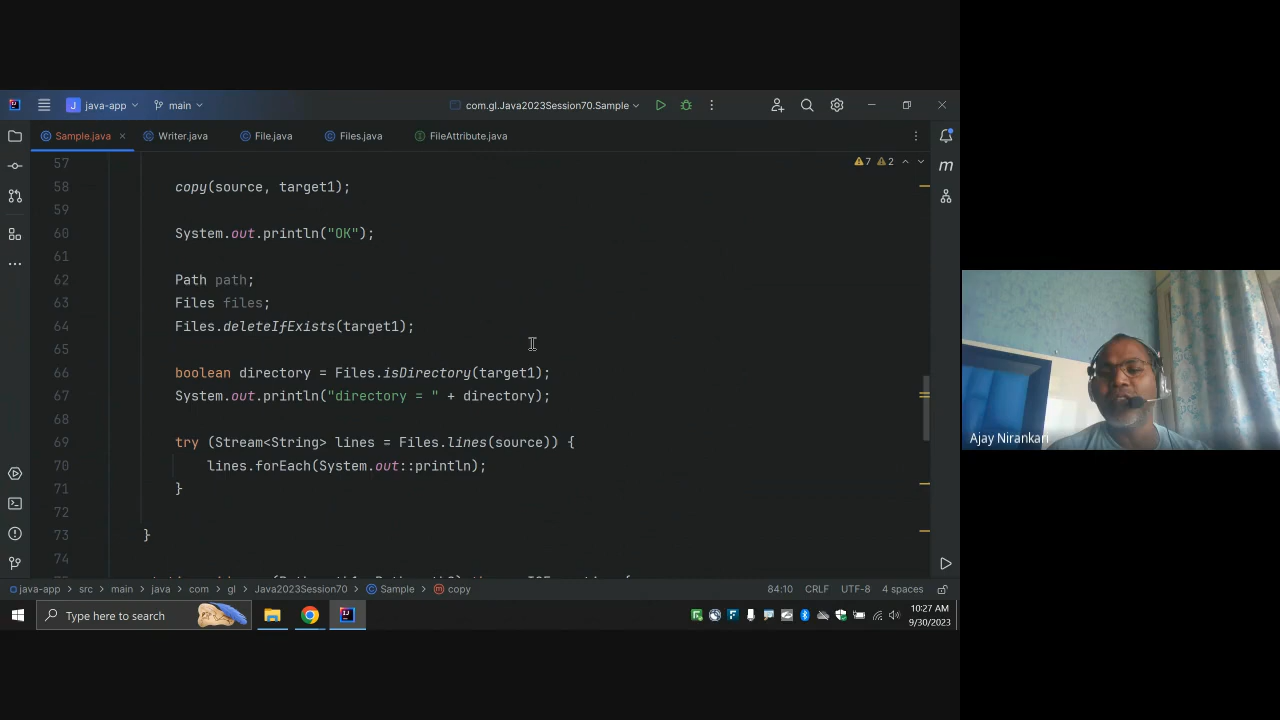 java-app
main
com.gl.Java2023Session70.Sample
Sample.java
Writer.java
File.java
Files.java
FileAttribute.java
57
7
2
58 copy(source, target1);
59
60 System.out.println("OK");
61
62 Path path;
63 Files files;
64 Files.deleteIfExists(target1);
65
66 boolean directory = Files.isDirectory(target1);
67 System.out.println("directory = " + directory);
68
69 try (Stream<String> lines = Files.lines(source)) {
70 lines.forEach(System.out::println);
71 }
72
73 }
74
Ajay Nirankari
java-app > src > main > java > com > gl > Java2023Session70 > Sample > copy
84:10 CRLF UTF-8 4 spaces
Type here to search
10:27 AM
9/30/2023